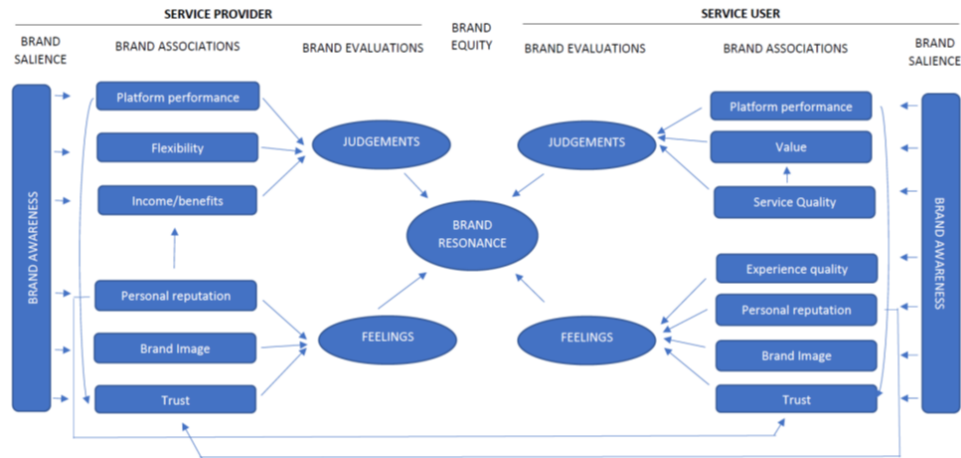 SERVICE PROVIDER
SERVICE USER
BRAND SALIENCE
BRAND ASSOCIATIONS
BRAND EVALUATIONS
BRAND EQUITY
BRAND EVALUATIONS
BRAND ASSOCIATIONS
BRAND SALIENCE
BRAND AWARENESS
Platform performance
Flexibility
Income/benefits
Personal reputation
Brand Image
Trust
JUDGEMENTS
FEELINGS
BRAND
RESONANCE
JUDGEMENTS
FEELINGS
Platform performance
Value
Service Quality
Experience quality
Personal reputation
Brand Image
Trust
BRAND AWARENESS